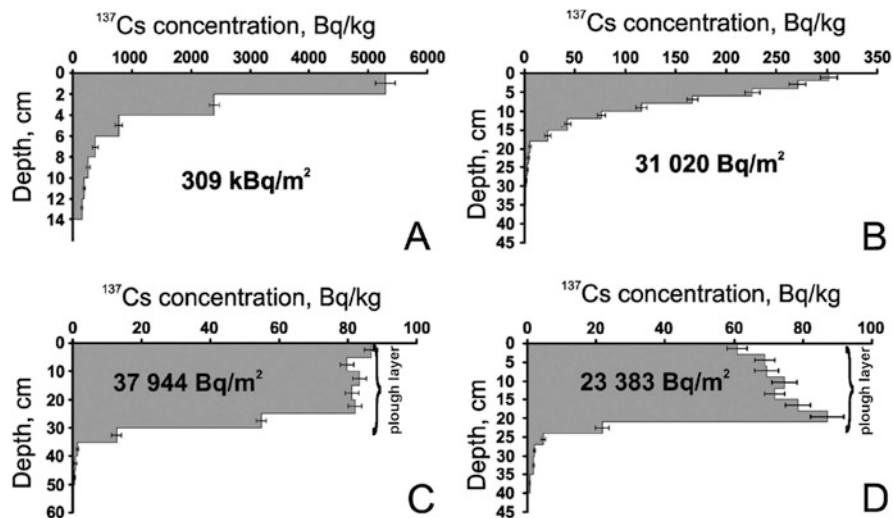 ¹³⁷Cs concentration, Bq/kg
0 1000 2000 3000 4000 5000 6000
Depth, cm
0
2
4
6
8
10
12
14
309 kBq/m²
A
¹³⁷Cs concentration, Bq/kg
0 50 100 150 200 250 300 350
Depth, cm
0
5
10
15
20
25
30
35
40
45
31 020 Bq/m²
B
¹³⁷Cs concentration, Bq/kg
0 20 40 60 80 100
Depth, cm
0
10
20
30
40
50
60
37 944 Bq/m²
plough layer
C
¹³⁷Cs concentration, Bq/kg
0 20 40 60 80 100
Depth, cm
0
5
10
15
20
25
30
35
40
45
23 383 Bq/m²
plough layer
D